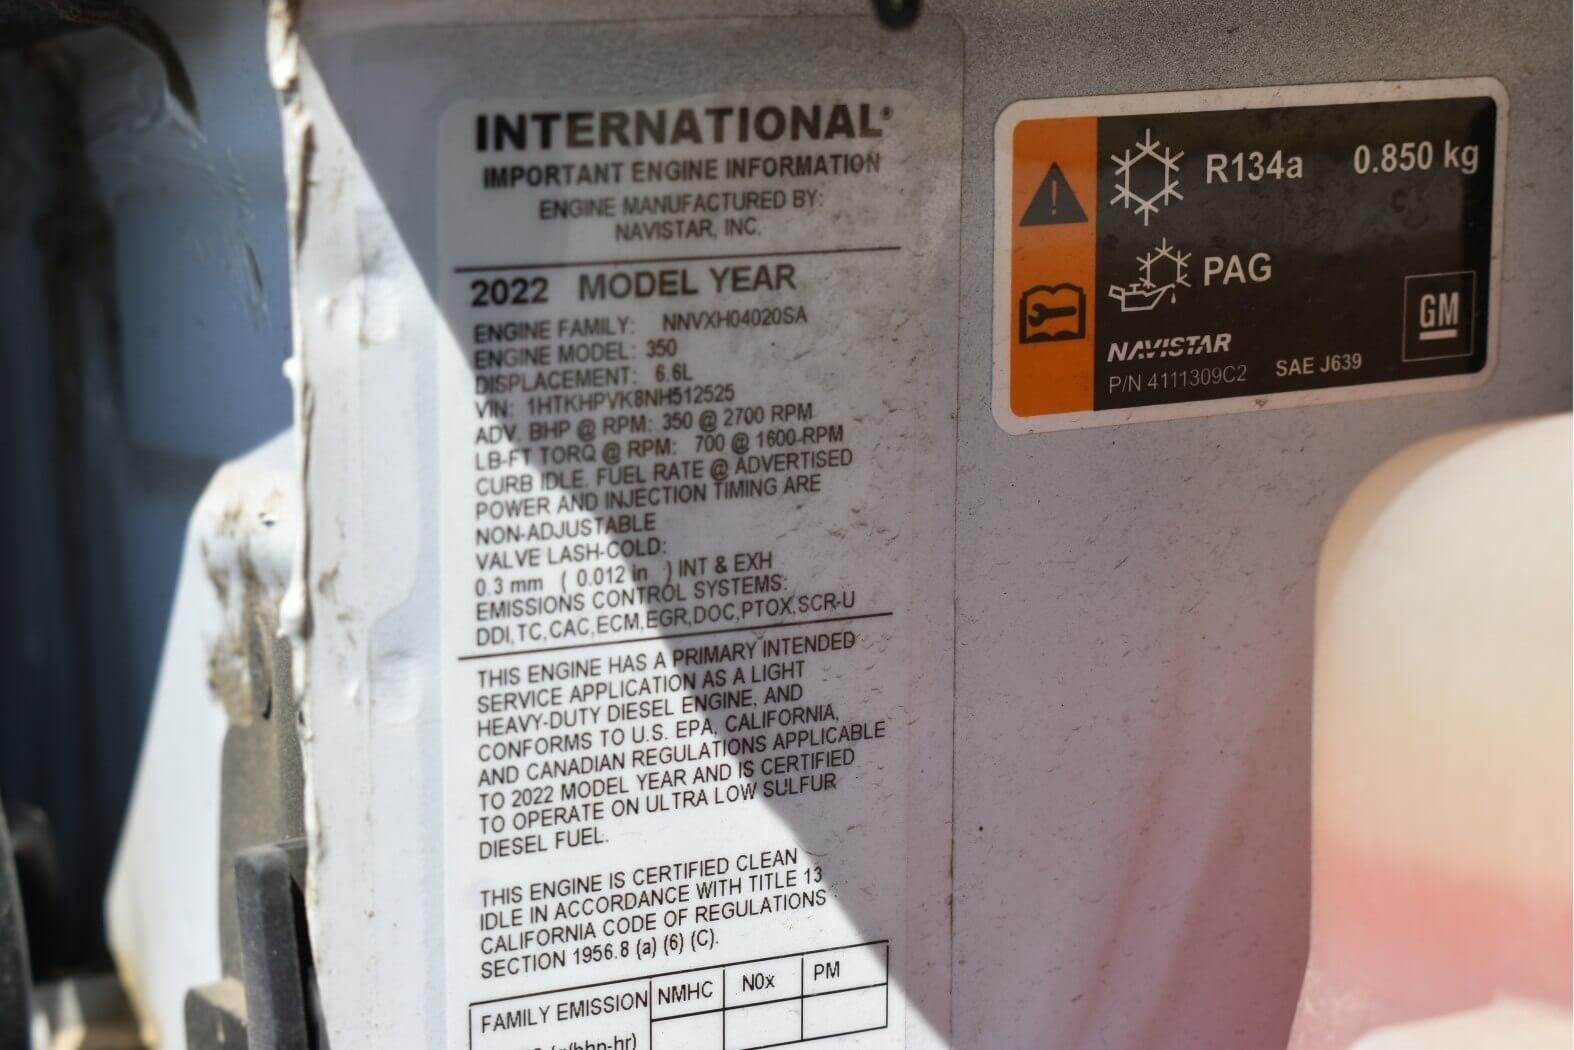 INTERNATIONAL®
IMPORTANT ENGINE INFORMATION
ENGINE MANUFACTURED BY:
NAVISTAR, INC.
2022 MODEL YEAR
ENGINE FAMILY: NNVXH04020SA
ENGINE MODEL: 350
DISPLACEMENT: 6.6L
VIN: 1HTKHPVK8NH512525
ADV. BHP @ RPM: 350 @ 2700 RPM
LB-FT TORQ @ RPM: 700 @ 1600 RPM
CURB IDLE, FUEL RATE @ ADVERTISED
POWER AND INJECTION TIMING ARE
NON-ADJUSTABLE
VALVE LASH-COLD:
0.3 mm ( 0.012 in ) INT & EXH
EMISSIONS CONTROL SYSTEMS:
DDI,TC,CAC,ECM,EGR,DOC,PTOX,SCR-U
THIS ENGINE HAS A PRIMARY INTENDED
SERVICE APPLICATION AS A LIGHT
HEAVY-DUTY DIESEL ENGINE, AND
CONFORMS TO U.S. EPA, CALIFORNIA,
AND CANADIAN REGULATIONS APPLICABLE
TO 2022 MODEL YEAR AND IS CERTIFIED
TO OPERATE ON ULTRA LOW SULFUR
DIESEL FUEL.
THIS ENGINE IS CERTIFIED CLEAN
IDLE IN ACCORDANCE WITH TITLE 13
CALIFORNIA CODE OF REGULATIONS
SECTION 1956.8 (a) (6) (C).
FAMILY EMISSION NMHC N0x PM
R134a 0.850 kg
PAG
GM
NAVISTAR
P/N 4111309C2 SAE J639